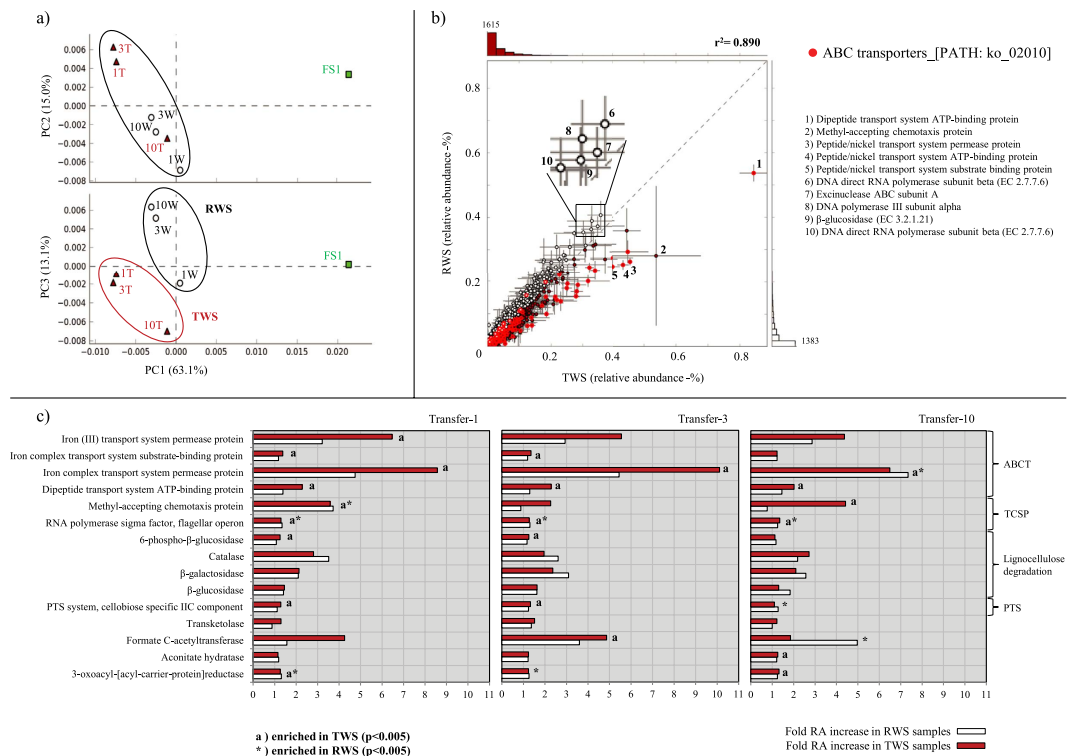 a)
0.006
0.004
0.002
0.000
−0.002
−0.004
−0.006
−0.008
PC2 (15.0%)
3T
1T
3W
10W
10T
1W
FS1
0.008
0.006
0.004
0.002
0.000
−0.002
−0.004
−0.006
−0.008
PC3 (13.1%)
10W
3W
RWS
1W
FS1
1T
3T
TWS
10T
−0.010
−0.005
0.000
0.005
0.010
0.015
0.020
PC1 (63.1%)
b)
1615
r²= 0.890
0.8
0.6
0.4
0.2
RWS (relative abundance -%)
6
8
7
10
9
1
2
3
4
5
0
0.2
0.4
0.6
0.8
TWS (relative abundance -%)
1383
ABC transporters_[PATH: ko_02010]
1) Dipeptide transport system ATP-binding protein
2) Methyl-accepting chemotaxis protein
3) Peptide/nickel transport system permease protein
4) Peptide/nickel transport system ATP-binding protein
5) Peptide/nickel transport system substrate binding protein
6) DNA direct RNA polymerase subunit beta (EC 2.7.7.6)
7) Excinuclease ABC subunit A
8) DNA polymerase III subunit alpha
9) β-glucosidase (EC 3.2.1.21)
10) DNA direct RNA polymerase subunit beta (EC 2.7.7.6)
c)
Transfer-1
Transfer-3
Transfer-10
Iron (III) transport system permease protein
a
Iron complex transport system substrate-binding protein
a
a
Iron complex transport system permease protein
a
a
a*
ABCT
Dipeptide transport system ATP-binding protein
a
a
a
Methyl-accepting chemotaxis protein
a*
a
TCSP
RNA polymerase sigma factor, flagellar operon
a*
a*
a*
6-phospho-β-glucosidase
a
a
Catalase
Lignocellulose
degradation
β-galactosidase
β-glucosidase
PTS system, cellobiose specific IIC component
a
a
*
PTS
Transketolase
Formate C-acetyltransferase
a
*
Aconitate hydratase
a
3-oxoacyl-[acyl-carrier-protein]reductase
a*
*
a
0 1 2 3 4 5 6 7 8 9 10 11
0 1 2 3 4 5 6 7 8 9 10 11
0 1 2 3 4 5 6 7 8 9 10 11
a ) enriched in TWS (p<0.005)
* ) enriched in RWS (p<0.005)
Fold RA increase in RWS samples
Fold RA increase in TWS samples